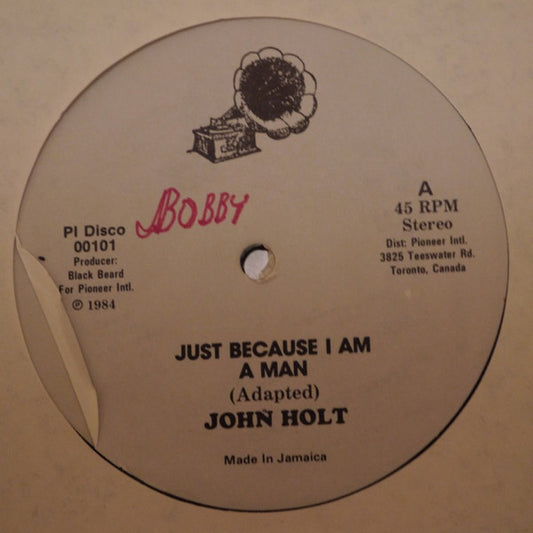 BOBBY
PI Disco
00101
Producer:
Black Beard
For Pioneer Intl.
℗ 1984
A
45 RPM
Stereo
Dist: Pioneer Intl.
3825 Teeswater Rd.
Toronto, Canada
JUST BECAUSE I AM
A MAN
(Adapted)
JOHN HOLT
Made In Jamaica